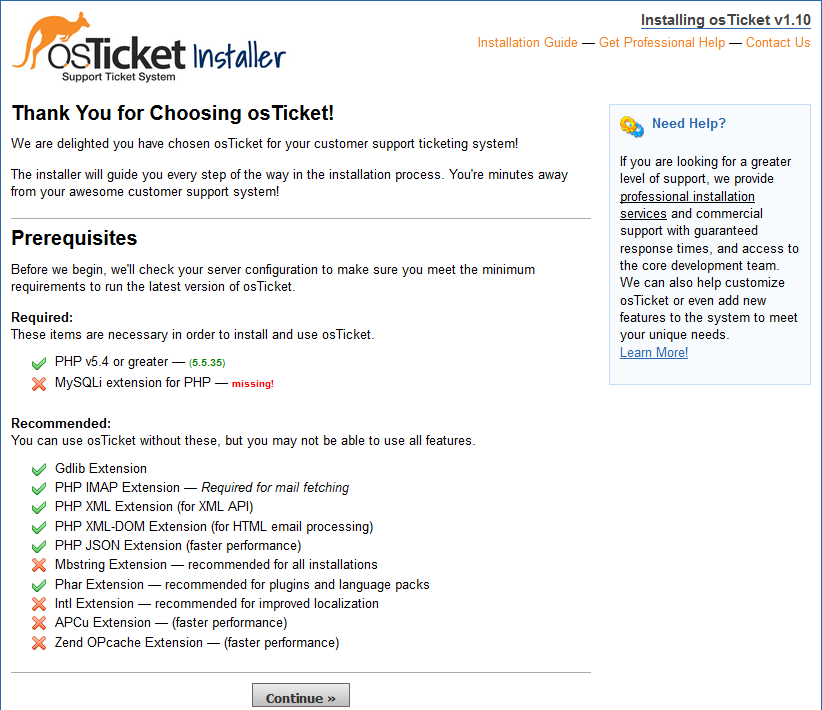 osTicket Installer
Support Ticket System
Installing osTicket v1.10
Installation Guide — Get Professional Help — Contact Us
Thank You for Choosing osTicket!
We are delighted you have chosen osTicket for your customer support ticketing system!
The installer will guide you every step of the way in the installation process. You're minutes away
from your awesome customer support system!
Prerequisites
Before we begin, we'll check your server configuration to make sure you meet the minimum
requirements to run the latest version of osTicket.
Required:
These items are necessary in order to install and use osTicket.
PHP v5.4 or greater — (5.5.35)
MySQLi extension for PHP — missing!
Recommended:
You can use osTicket without these, but you may not be able to use all features.
Gdlib Extension
PHP IMAP Extension — Required for mail fetching
PHP XML Extension (for XML API)
PHP XML-DOM Extension (for HTML email processing)
PHP JSON Extension (faster performance)
Mbstring Extension — recommended for all installations
Phar Extension — recommended for plugins and language packs
Intl Extension — recommended for improved localization
APCu Extension — (faster performance)
Zend OPcache Extension — (faster performance)
Continue »
Need Help?
If you are looking for a greater
level of support, we provide
professional installation
services and commercial
support with guaranteed
response times, and access to
the core development team.
We can also help customize
osTicket or even add new
features to the system to meet
your unique needs.
Learn More!